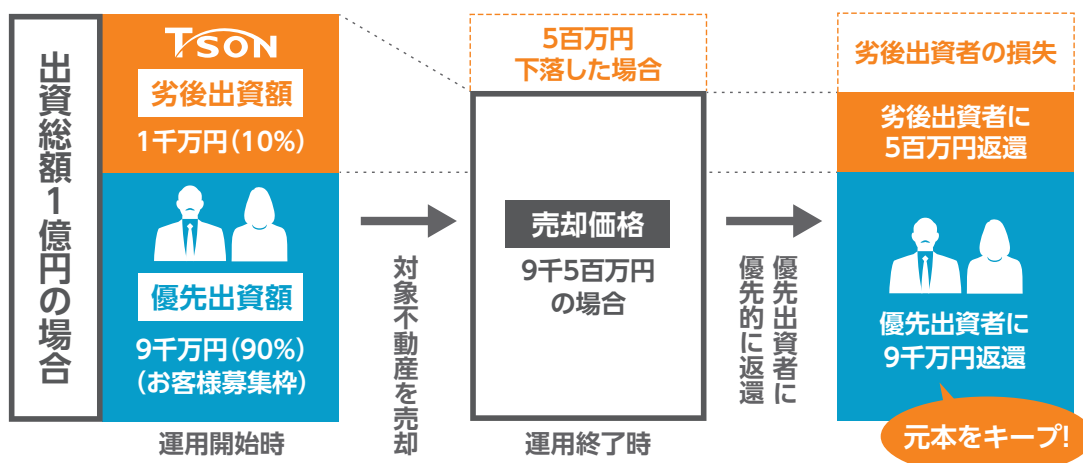 出資総額1億円の場合
TSON
劣後出資額
1千万円(10%)
優先出資額
9千万円(90%)
(お客様募集枠)
運用開始時
対象不動産を売却
5百万円
下落した場合
売却価格
9千5百万円
の場合
運用終了時
優先出資者に
優先的に返還
劣後出資者の損失
劣後出資者に
5百万円返還
優先出資者に
9千万円返還
元本をキープ!